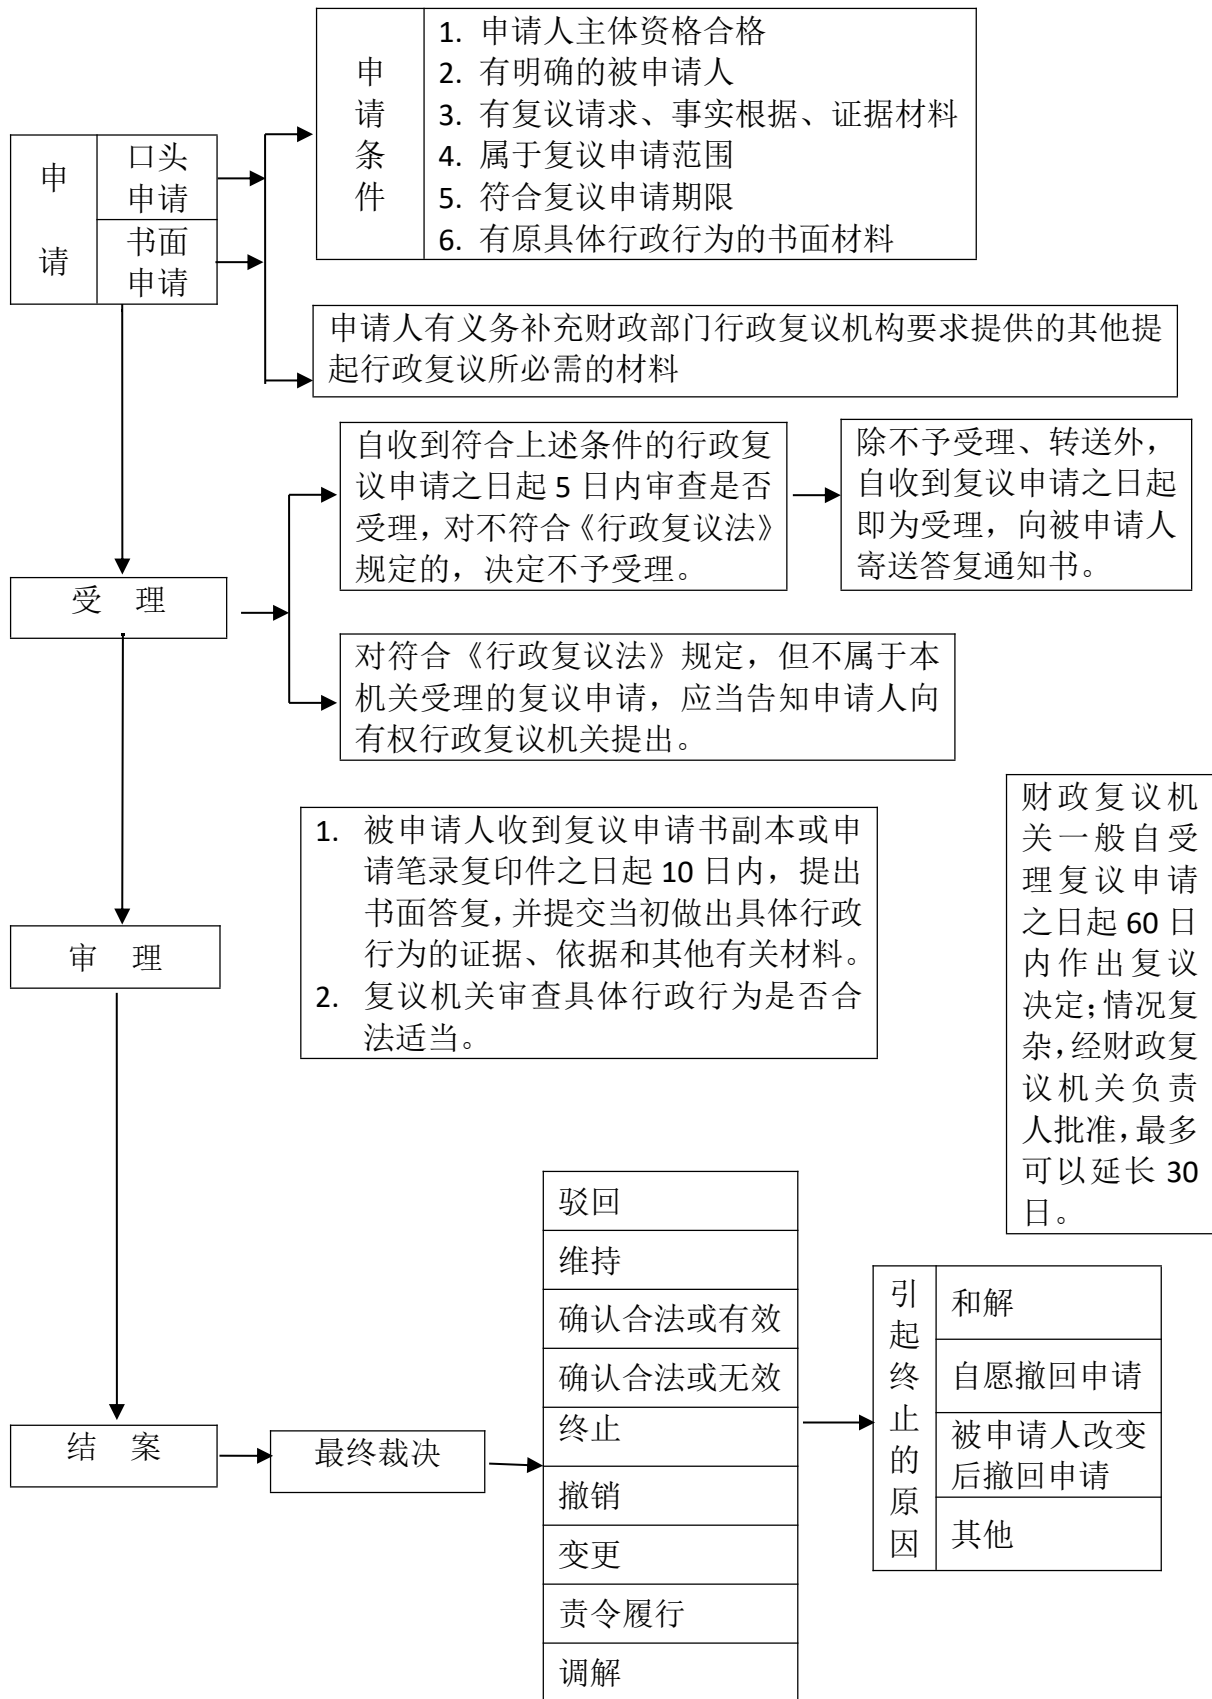 申
请
口头
申请
书面
申请
申
请
条
件
1. 申请人主体资格合格
2. 有明确的被申请人
3. 有复议请求、事实根据、证据材料
4. 属于复议申请范围
5. 符合复议申请期限
6. 有原具体行政行为的书面材料
申请人有义务补充财政部门行政复议机构要求提供的其他提
起行政复议所必需的材料
受 理
自收到符合上述条件的行政复
议申请之日起 5 日内审查是否
受理，对不符合《行政复议法》
规定的，决定不予受理。
除不予受理、转送外，
自收到复议申请之日起
即为受理，向被申请人
寄送答复通知书。
对符合《行政复议法》规定，但不属于本
机关受理的复议申请，应当告知申请人向
有权行政复议机关提出。
审 理
1. 被申请人收到复议申请书副本或申
请笔录复印件之日起 10 日内，提出
书面答复，并提交当初做出具体行政
行为的证据、依据和其他有关材料。
2. 复议机关审查具体行政行为是否合
法适当。
财政复议机
关一般自受
理复议申请
之日起 60 日
内作出复议
决定；情况复
杂，经财政复
议机关负责
人批准，最多
可以延长 30
日。
结 案
最终裁决
驳回
维持
确认合法或有效
确认合法或无效
终止
撤销
变更
责令履行
调解
引
起
终
止
的
原
因
和解
自愿撤回申请
被申请人改变
后撤回申请
其他